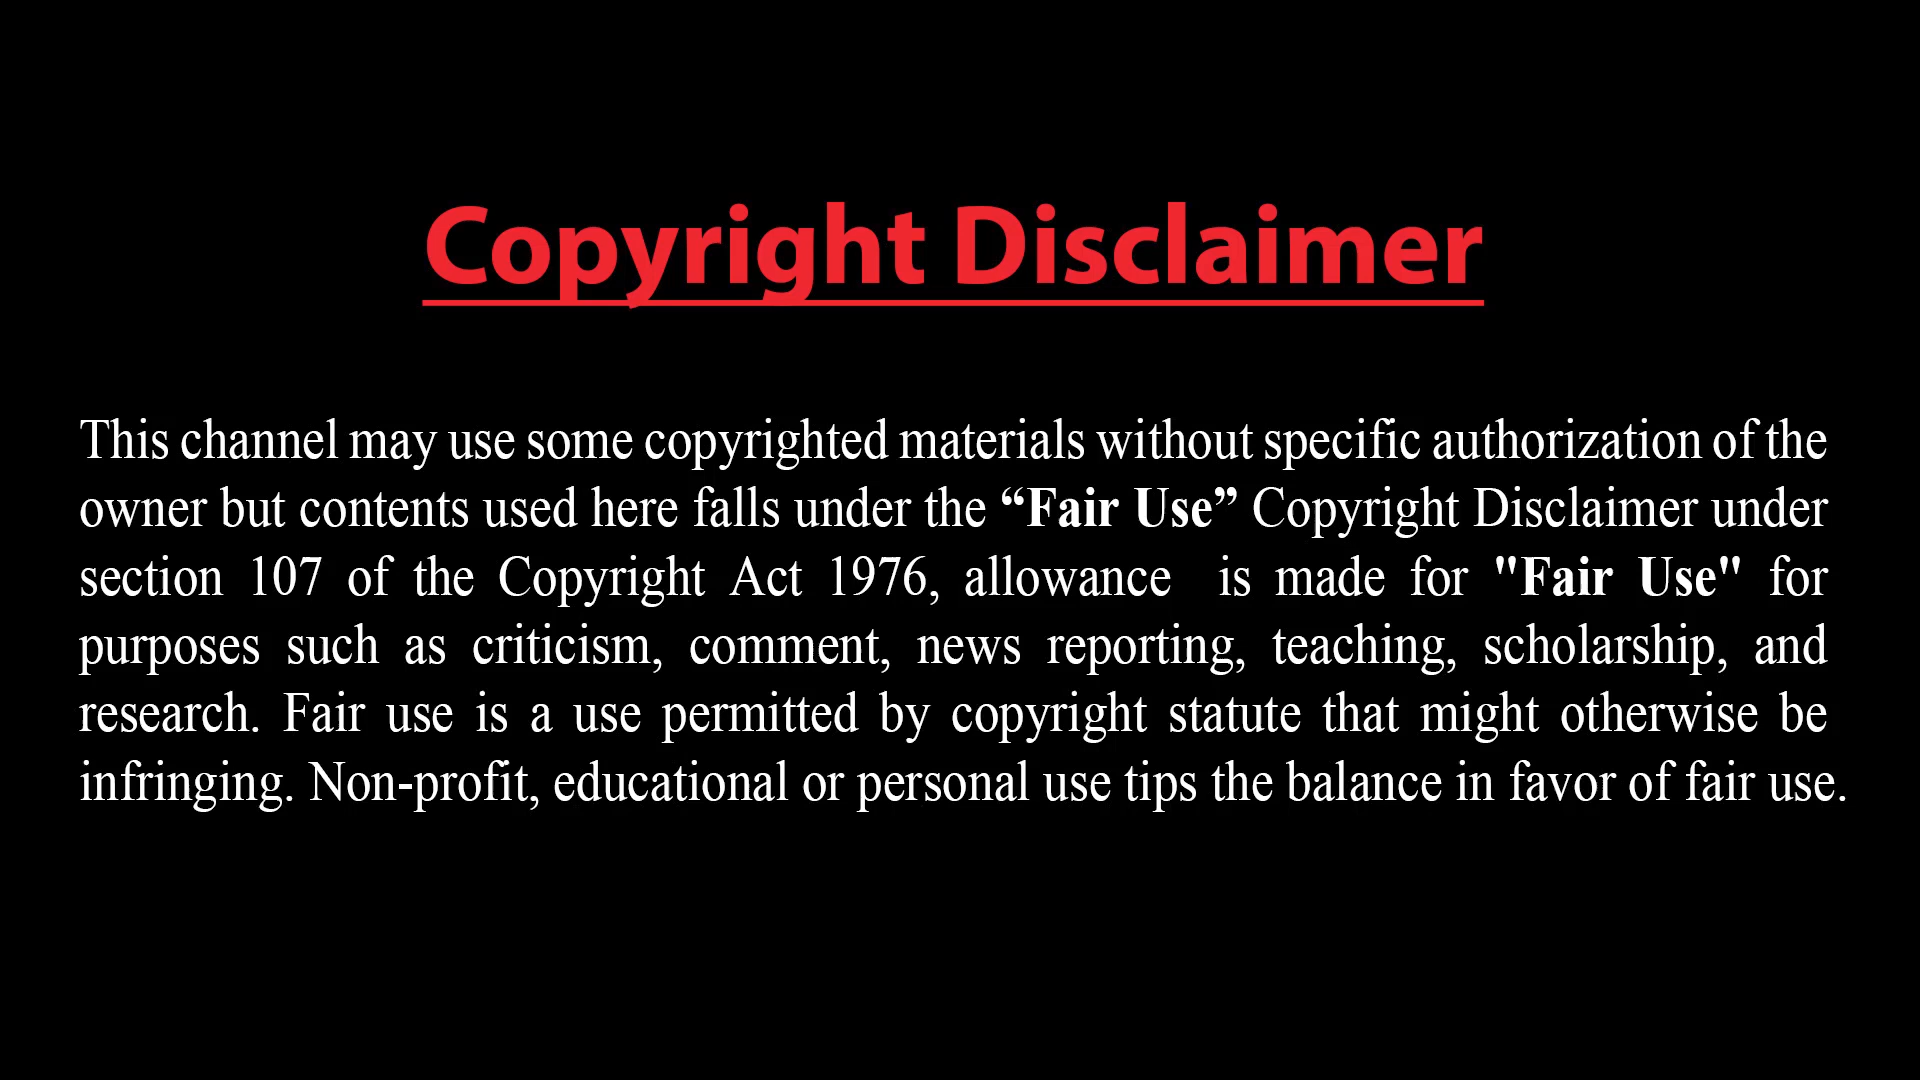 Copyright Disclaimer
This channel may use some copyrighted materials without specific authorization of the
owner but contents used here falls under the “Fair Use” Copyright Disclaimer under
section 107 of the Copyright Act 1976, allowance is made for "Fair Use" for
purposes such as criticism, comment, news reporting, teaching, scholarship, and
research. Fair use is a use permitted by copyright statute that might otherwise be
infringing. Non-profit, educational or personal use tips the balance in favor of fair use.